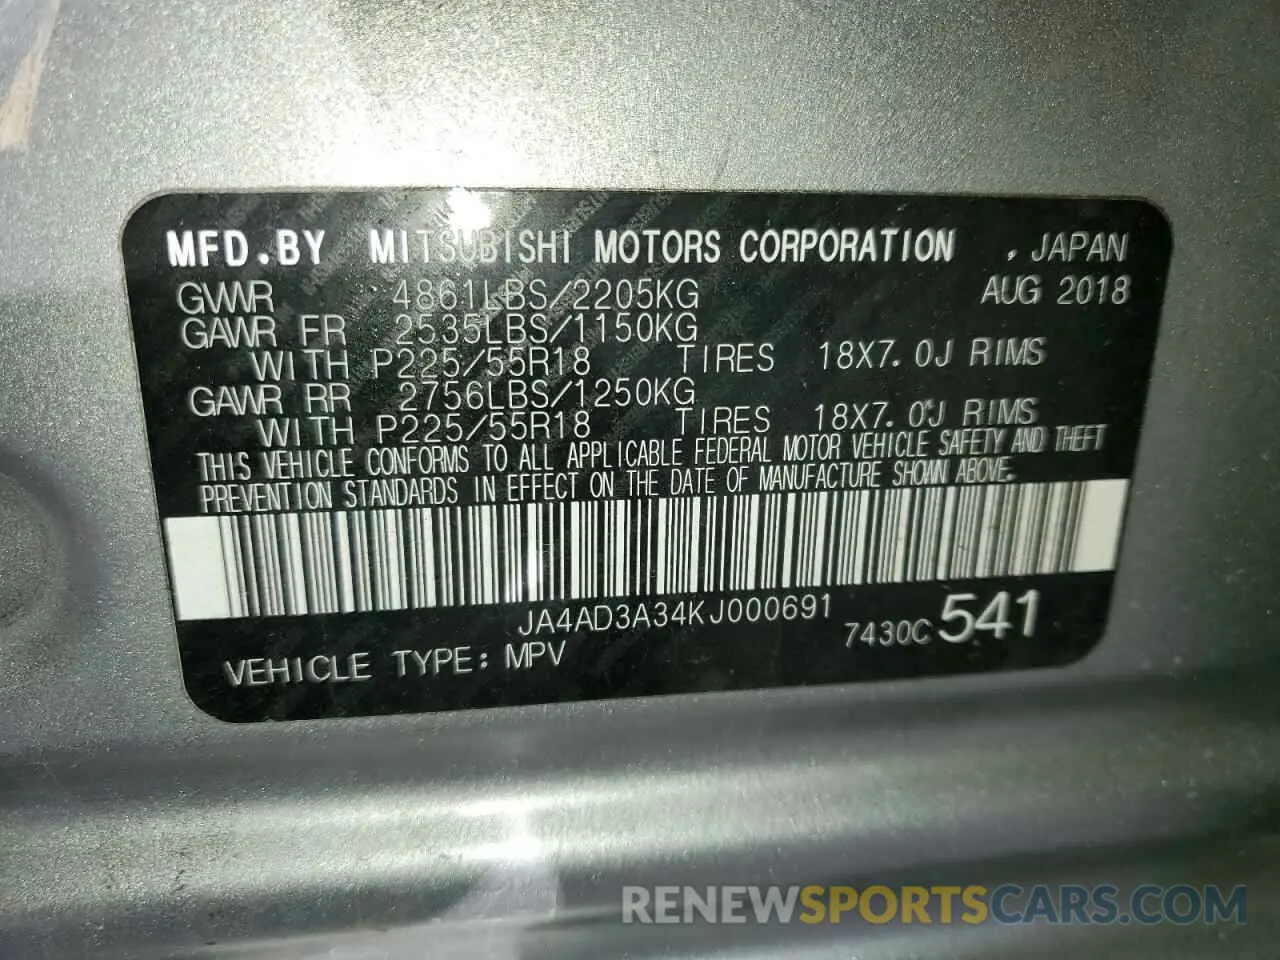 MFD.BY MITSUBISHI MOTORS CORPORATION , JAPAN
GVWR 4861LBS/2205KG AUG 2018
GAWR FR 2535LBS/1150KG
WITH P225/55R18 TIRES 18X7.0J RIMS
GAWR RR 2756LBS/1250KG
WITH P225/55R18 TIRES 18X7.0J RIMS
THIS VEHICLE CONFORMS TO ALL APPLICABLE FEDERAL MOTOR VEHICLE SAFETY AND THEFT
PREVENTION STANDARDS IN EFFECT ON THE DATE OF MANUFACTURE SHOWN ABOVE.
JA4AD3A34KJ000691 7430C 541
VEHICLE TYPE: MPV
RENEWSPORTSCARS.COM